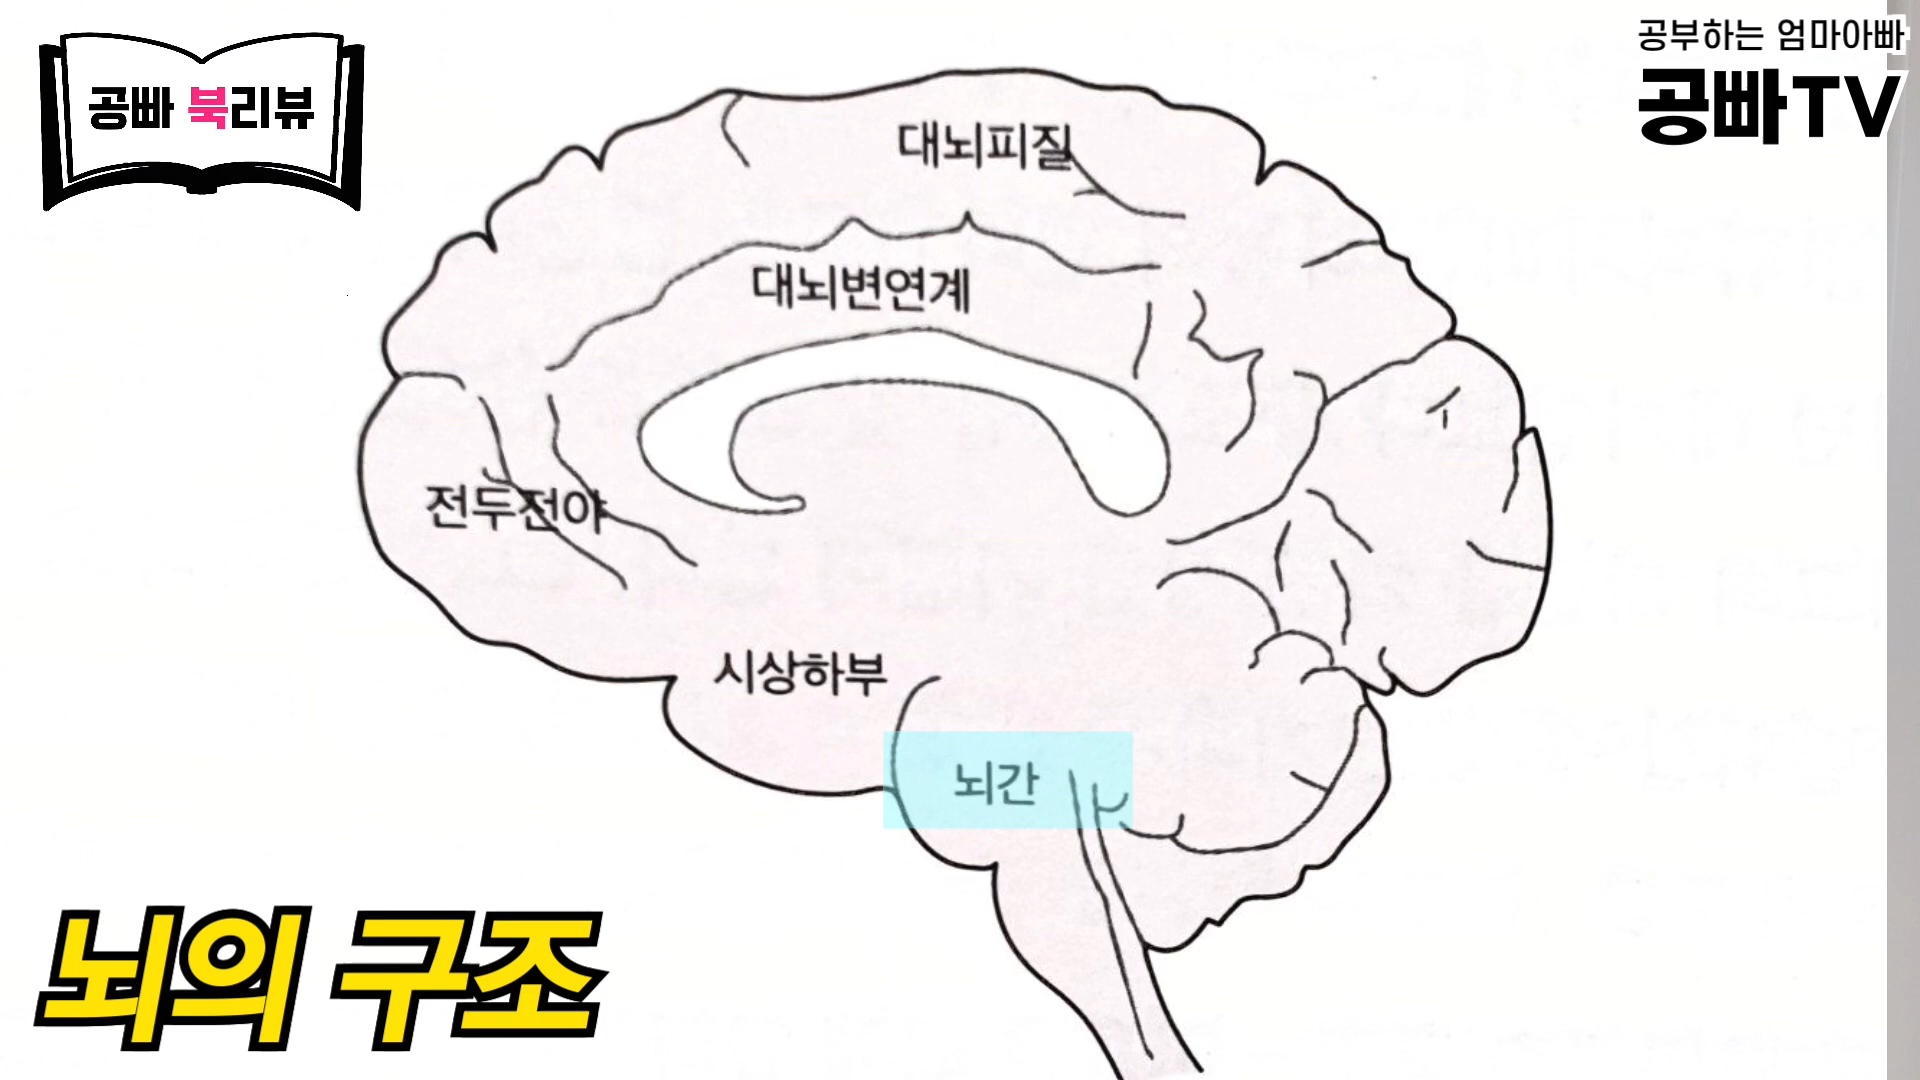 공빠 북리뷰
공부하는 엄마아빠
공빠TV
대뇌피질
대뇌변연계
전두전야
시상하부
뇌간
뇌의 구조